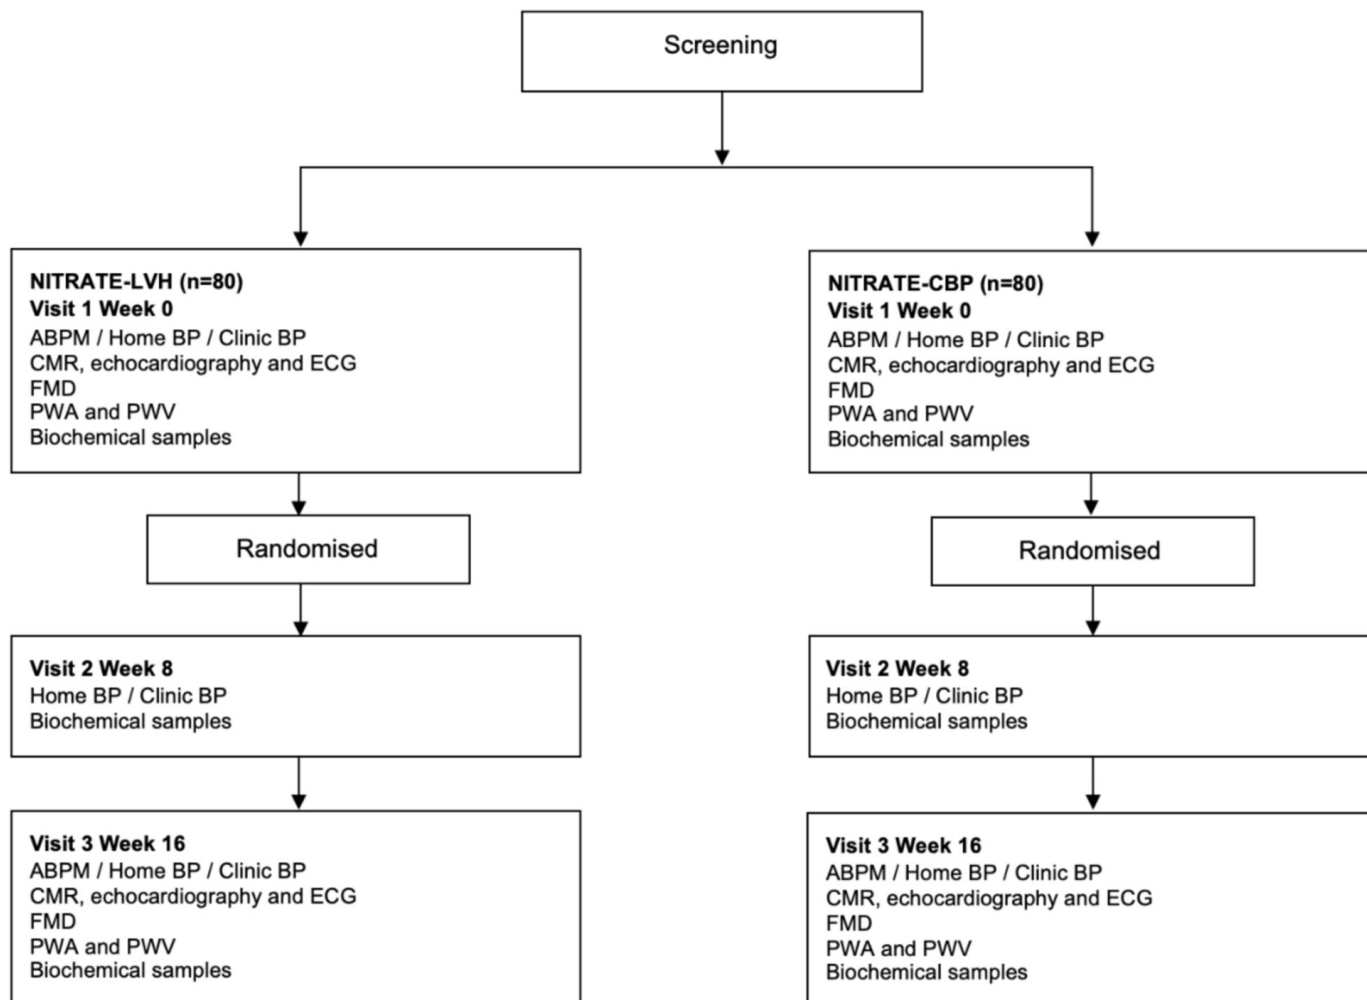 Screening
NITRATE-LVH (n=80)
Visit 1 Week 0
ABPM / Home BP / Clinic BP
CMR, echocardiography and ECG
FMD
PWA and PWV
Biochemical samples
Randomised
Visit 2 Week 8
Home BP / Clinic BP
Biochemical samples
Visit 3 Week 16
ABPM / Home BP / Clinic BP
CMR, echocardiography and ECG
FMD
PWA and PWV
Biochemical samples
NITRATE-CBP (n=80)
Visit 1 Week 0
ABPM / Home BP / Clinic BP
CMR, echocardiography and ECG
FMD
PWA and PWV
Biochemical samples
Randomised
Visit 2 Week 8
Home BP / Clinic BP
Biochemical samples
Visit 3 Week 16
ABPM / Home BP / Clinic BP
CMR, echocardiography and ECG
FMD
PWA and PWV
Biochemical samples